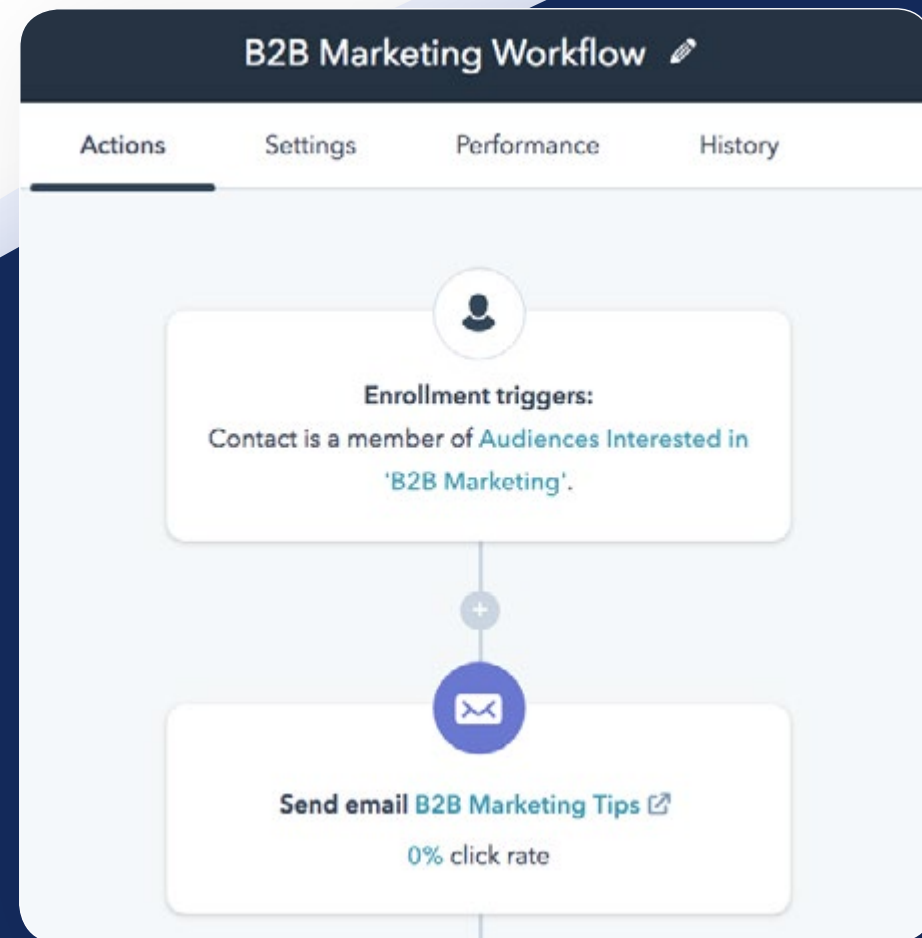 B2B Marketing Workflow
Actions Settings Performance History
Enrollment triggers:
Contact is a member of Audiences Interested in
'B2B Marketing'.
+
Send email B2B Marketing Tips
0% click rate